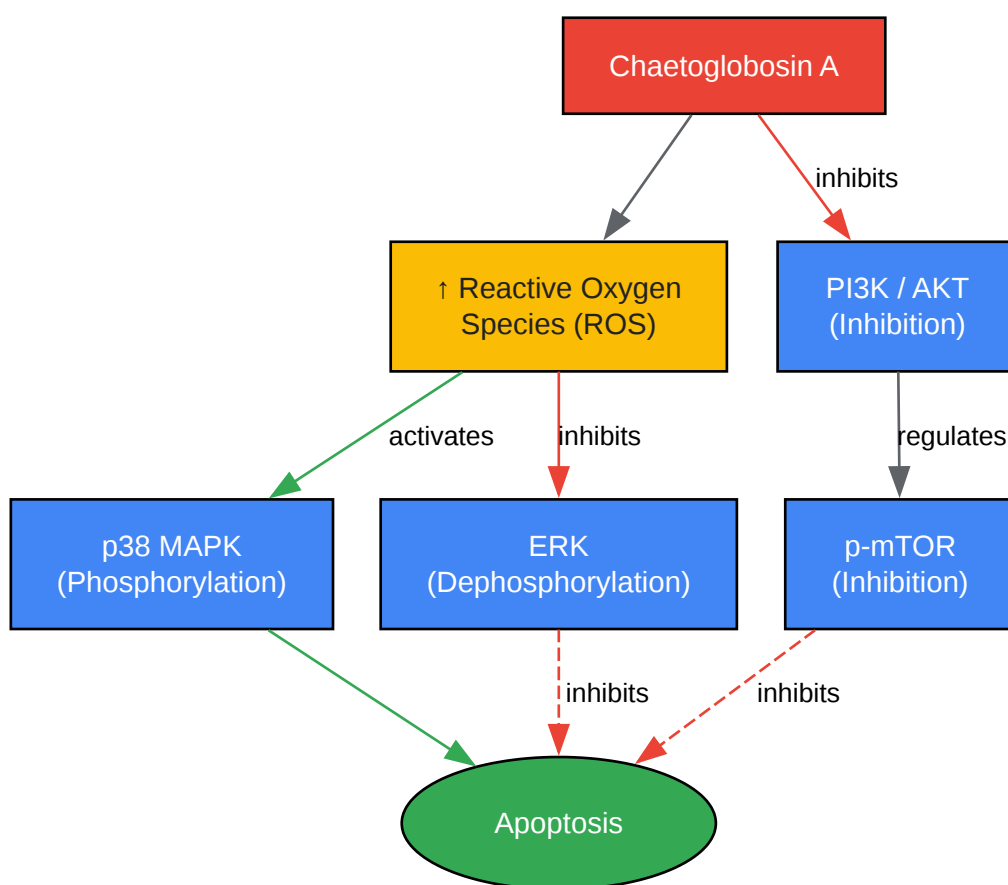 Chaetoglobosin A
inhibits
↑ Reactive Oxygen
Species (ROS)
PI3K / AKT
(Inhibition)
activates
inhibits
regulates
p38 MAPK
(Phosphorylation)
ERK
(Dephosphorylation)
p-mTOR
(Inhibition)
inhibits
inhibits
Apoptosis